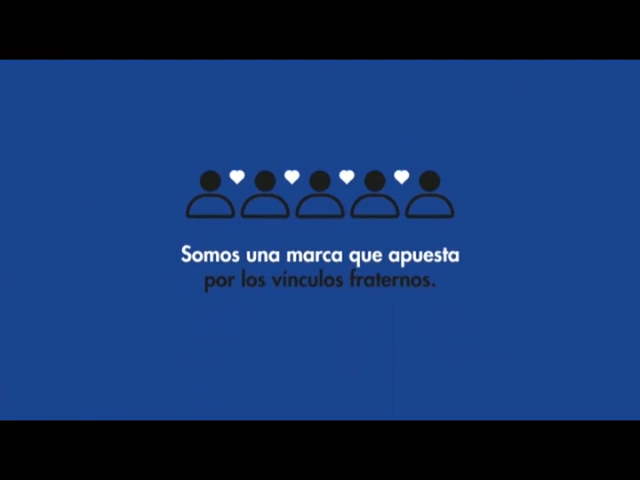 Somos una marca que apuesta
por los vínculos fraternos.